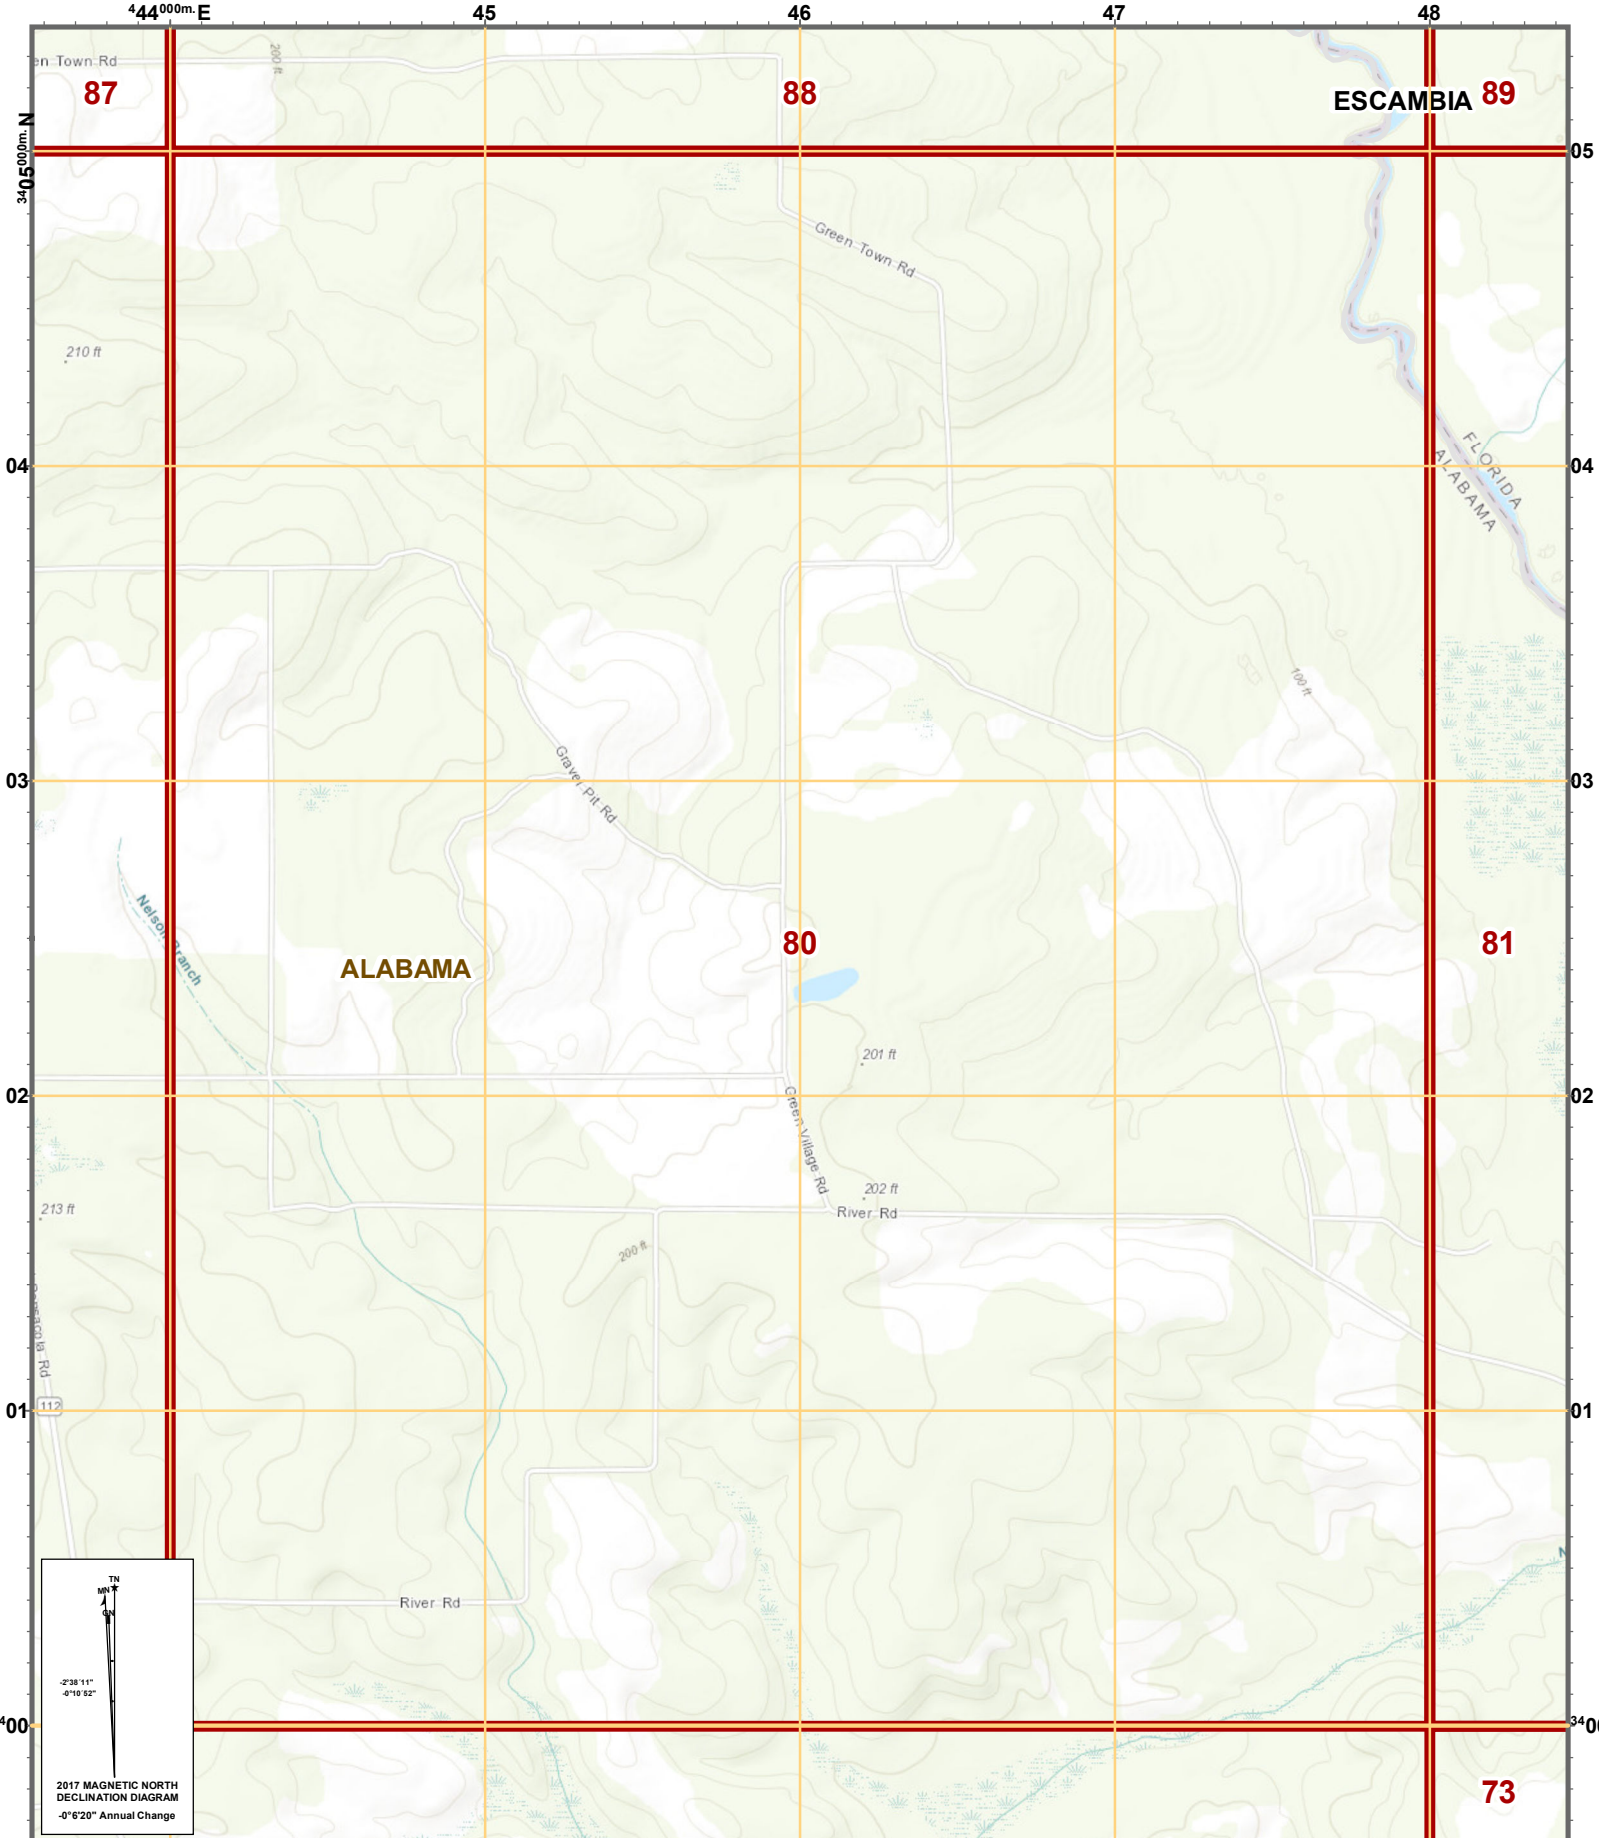 ⁴44⁰⁰⁰ᵐ·E
45
46
47
48
en Town Rd
200 ft
87
88
ESCAMBIA
89
³⁴05⁰⁰⁰ᵐ·N
05
Green Town Rd
210 ft
04
04
FLORIDA
ALABAMA
100 ft
Graver Pit Rd
03
03
Nelson Branch
ALABAMA
80
81
201 ft
02
02
Green Village Rd
202 ft
213 ft
River Rd
200 ft
Pensacola Rd
112
01
01
N
River Rd
TN
MN
GN
-2°38'11"
-0°10'52"
⁴00
³⁴00
2017 MAGNETIC NORTH
DECLINATION DIAGRAM
-0°6'20" Annual Change
73